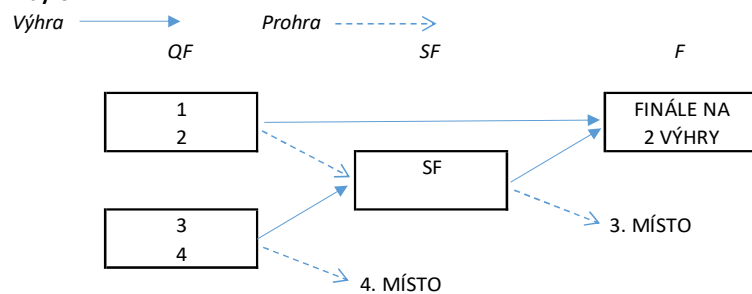 Výhra
Prohra
QF
SF
F
1
2
FINÁLE NA
2 VÝHRY
SF
3
4
3. MÍSTO
4. MÍSTO